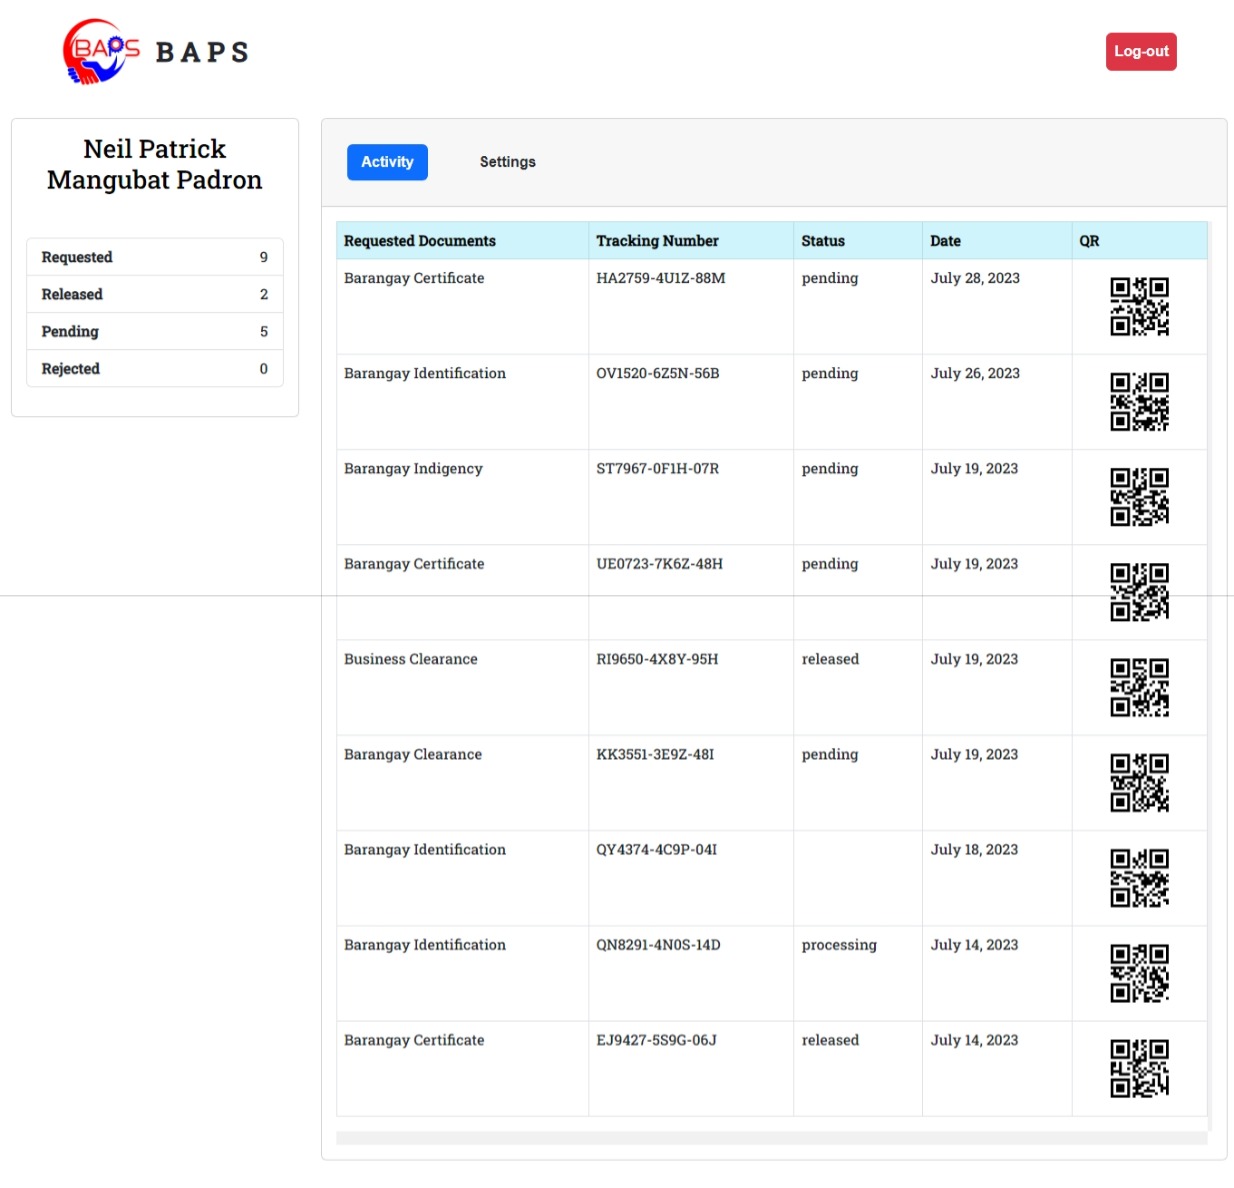 BAPS BAPS
Log-out
Neil Patrick
Mangubat Padron
Requested 9
Released 2
Pending 5
Rejected 0
Activity Settings
Requested Documents Tracking Number Status Date QR
Barangay Certificate HA2759-4U1Z-88M pending July 28, 2023
Barangay Identification OV1520-6Z5N-56B pending July 26, 2023
Barangay Indigency ST7967-0F1H-07R pending July 19, 2023
Barangay Certificate UE0723-7K6Z-48H pending July 19, 2023
Business Clearance RI9650-4X8Y-95H released July 19, 2023
Barangay Clearance KK3551-3E9Z-48I pending July 19, 2023
Barangay Identification QY4374-4C9P-04I July 18, 2023
Barangay Identification QN8291-4N0S-14D processing July 14, 2023
Barangay Certificate EJ9427-5S9G-06J released July 14, 2023